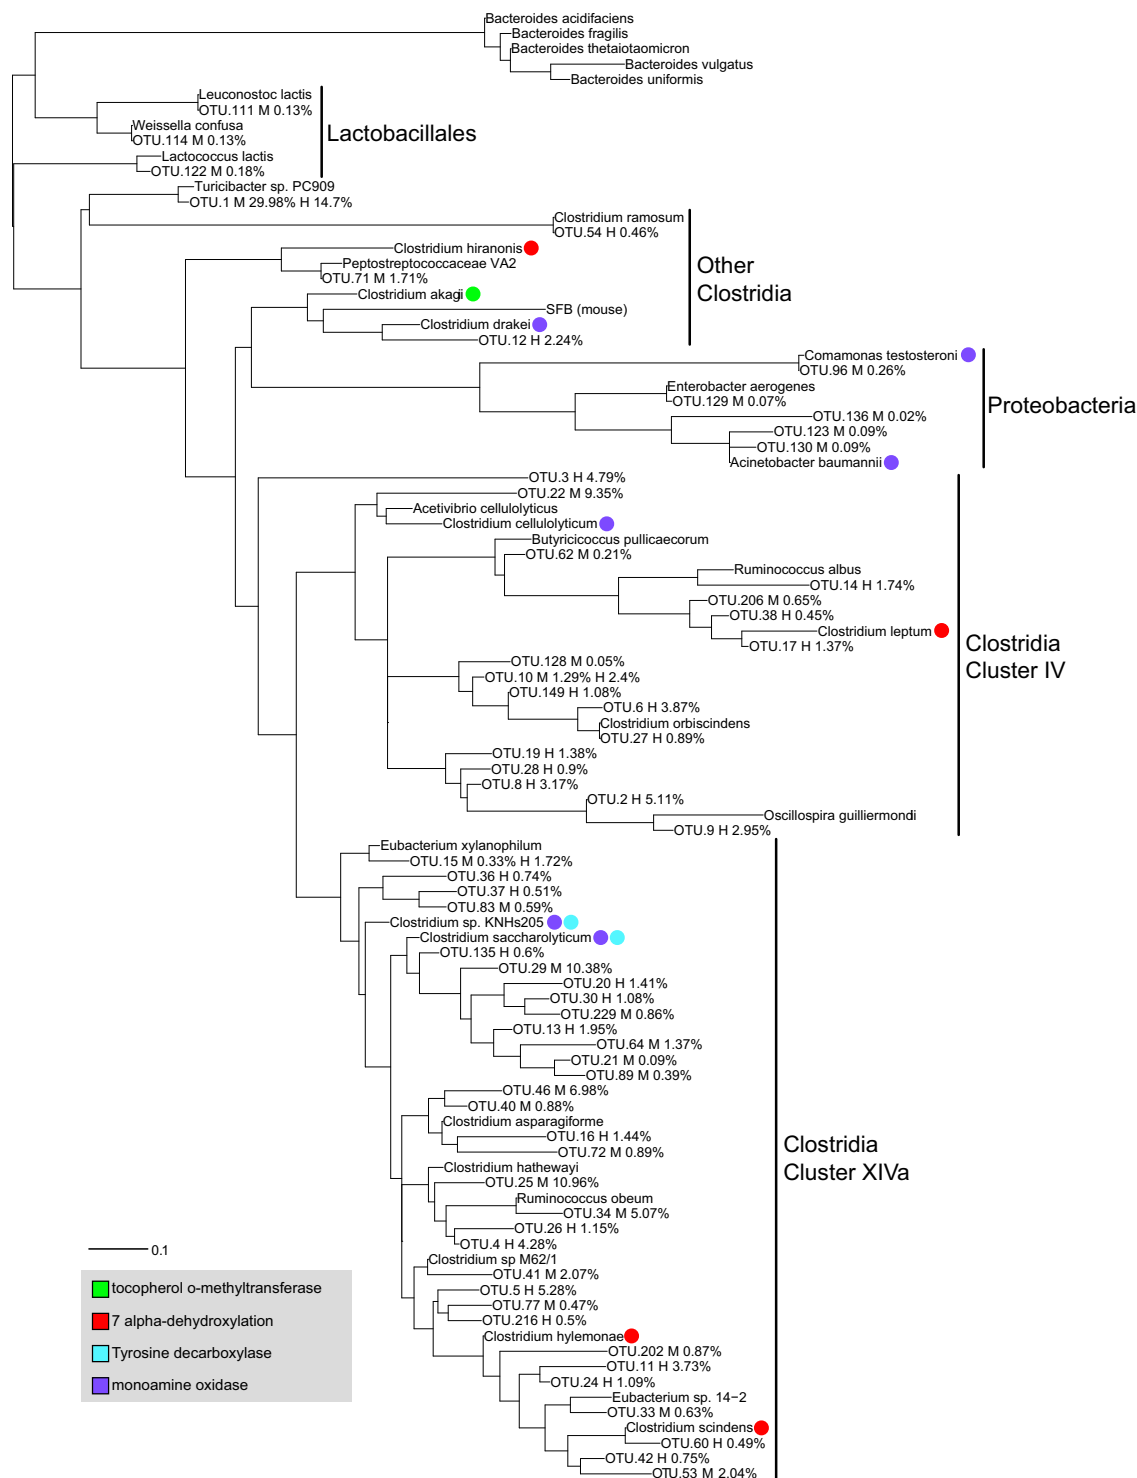 Bacteroides acidifaciens
Bacteroides fragilis
Bacteroides thetaiotaomicron
Bacteroides vulgatus
Bacteroides uniformis
Leuconostoc lactis
OTU.111 M 0.13%
Weissella confusa
OTU.114 M 0.13%
Lactobacillales
Lactococcus lactis
OTU.122 M 0.18%
Turicibacter sp. PC909
OTU.1 M 29.98% H 14.7%
Clostridium ramosum
OTU.54 H 0.46%
Clostridium hiranonis
Peptostreptococcaceae VA2
OTU.71 M 1.71%
Other
Clostridia
Clostridium akagii
SFB (mouse)
Clostridium drakei
OTU.12 H 2.24%
Comamonas testosteroni
OTU.96 M 0.26%
Enterobacter aerogenes
OTU.129 M 0.07%
Proteobacteria
OTU.136 M 0.02%
OTU.123 M 0.09%
OTU.130 M 0.09%
Acinetobacter baumannii
OTU.3 H 4.79%
OTU.22 M 9.35%
Acetivibrio cellulolyticus
Clostridium cellulolyticum
Butyricicoccus pullicaecorum
OTU.62 M 0.21%
Ruminococcus albus
OTU.14 H 1.74%
OTU.206 M 0.65%
OTU.38 H 0.45%
Clostridium leptum
OTU.17 H 1.37%
Clostridia
Cluster IV
OTU.128 M 0.05%
OTU.10 M 1.29% H 2.4%
OTU.149 H 1.08%
OTU.6 H 3.87%
Clostridium orbiscindens
OTU.27 H 0.89%
OTU.19 H 1.38%
OTU.28 H 0.9%
OTU.8 H 3.17%
OTU.2 H 5.11%
Oscillospira guilliermondi
OTU.9 H 2.95%
Eubacterium xylanophilum
OTU.15 M 0.33% H 1.72%
OTU.36 H 0.74%
OTU.37 H 0.51%
OTU.83 M 0.59%
Clostridium sp. KNHs205
Clostridium saccharolyticum
OTU.135 H 0.6%
OTU.29 M 10.38%
OTU.20 H 1.41%
OTU.30 H 1.08%
OTU.229 M 0.86%
OTU.13 H 1.95%
OTU.64 M 1.37%
OTU.21 M 0.09%
OTU.89 M 0.39%
OTU.46 M 6.98%
OTU.40 M 0.88%
Clostridium asparagiforme
OTU.16 H 1.44%
OTU.72 M 0.89%
Clostridia
Cluster XIVa
Clostridium hathewayi
OTU.25 M 10.96%
Ruminococcus obeum
OTU.34 M 5.07%
OTU.26 H 1.15%
OTU.4 H 4.28%
Clostridium sp M62/1
OTU.41 M 2.07%
OTU.5 H 5.28%
OTU.77 M 0.47%
OTU.216 H 0.5%
Clostridium hylemonae
OTU.202 M 0.87%
OTU.11 H 3.73%
OTU.24 H 1.09%
Eubacterium sp. 14−2
OTU.33 M 0.63%
Clostridium scindens
OTU.60 H 0.49%
OTU.42 H 0.75%
OTU.53 M 2.04%
0.1
tocopherol o-methyltransferase
7 alpha-dehydroxylation
Tyrosine decarboxylase
monoamine oxidase